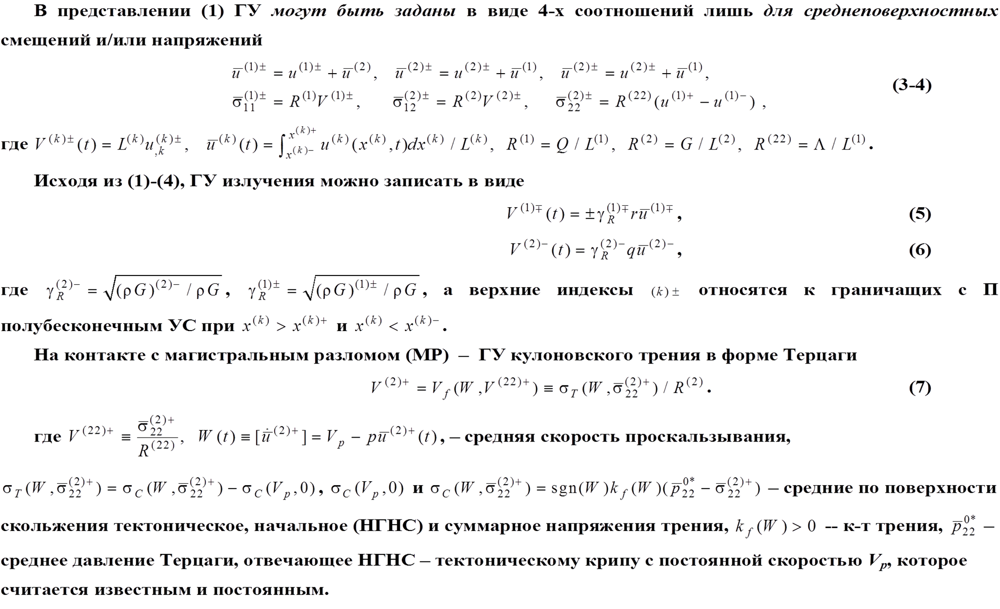 В представлении (1) ГУ могут быть заданы в виде 4-х соотношений лишь для среднеповерхностных
смещений и/или напряжений
u̅^(1)± = u^(1)± + u̅^(2), u̅^(2)± = u^(2)± + u̅^(1), u̅^(2)± = u^(2)± + u̅^(1),
(3-4)
σ̅_11^(1)± = R^(1)V^(1)±, σ̅_12^(2)± = R^(2)V^(2)±, σ̅_22^(2)± = R^(22)(u^(1)+ − u^(1)−) ,
где V^(k)±(t) = L^(k)u_,k^(k)±, u̅^(k)(t) = ∫_x^(k)−^x^(k)+ u^(k)(x^(k),t)dx^(k) / L^(k), R^(1) = Q / L^(1), R^(2) = G / L^(2), R^(22) = Λ / L^(1).
Исходя из (1)-(4), ГУ излучения можно записать в виде
V^(1)∓(t) = ±γ_R^(1)∓ru̅^(1)∓, (5)
V^(2)−(t) = γ_R^(2)−qu̅^(2)−, (6)
где γ_R^(2)− = √((ρG)^(2)− / ρG), γ_R^(1)± = √((ρG)^(1)± / ρG), а верхние индексы (k)± относятся к граничащих с П
полубесконечным УС при x^(k) > x^(k)+ и x^(k) < x^(k)−.
На контакте с магистральным разломом (МР) – ГУ кулоновского трения в форме Терцаги
V^(2)+ = V_f(W,V^(22)+) ≡ σ_T(W,σ̅_22^(2)+) / R^(2). (7)
где V^(22)+ ≡ σ̅_22^(2)+ / R^(22), W(t) ≡ [u̅̇^(2)+] = V_p − pu̅^(2)+(t), – средняя скорость проскальзывания,
σ_T(W,σ̅_22^(2)+) = σ_C(W,σ̅_22^(2)+) − σ_C(V_p,0), σ_C(V_p,0) и σ_C(W,σ̅_22^(2)+) = sgn(W)k_f(W)(p̅_22^0* − σ̅_22^(2)+) – средние по поверхности
скольжения тектоническое, начальное (НГНС) и суммарное напряжения трения, k_f(W) > 0 -- к-т трения, p̅_22^0* –
среднее давление Терцаги, отвечающее НГНС – тектоническому крипу с постоянной скоростью V_p, которое
считается известным и постоянным.